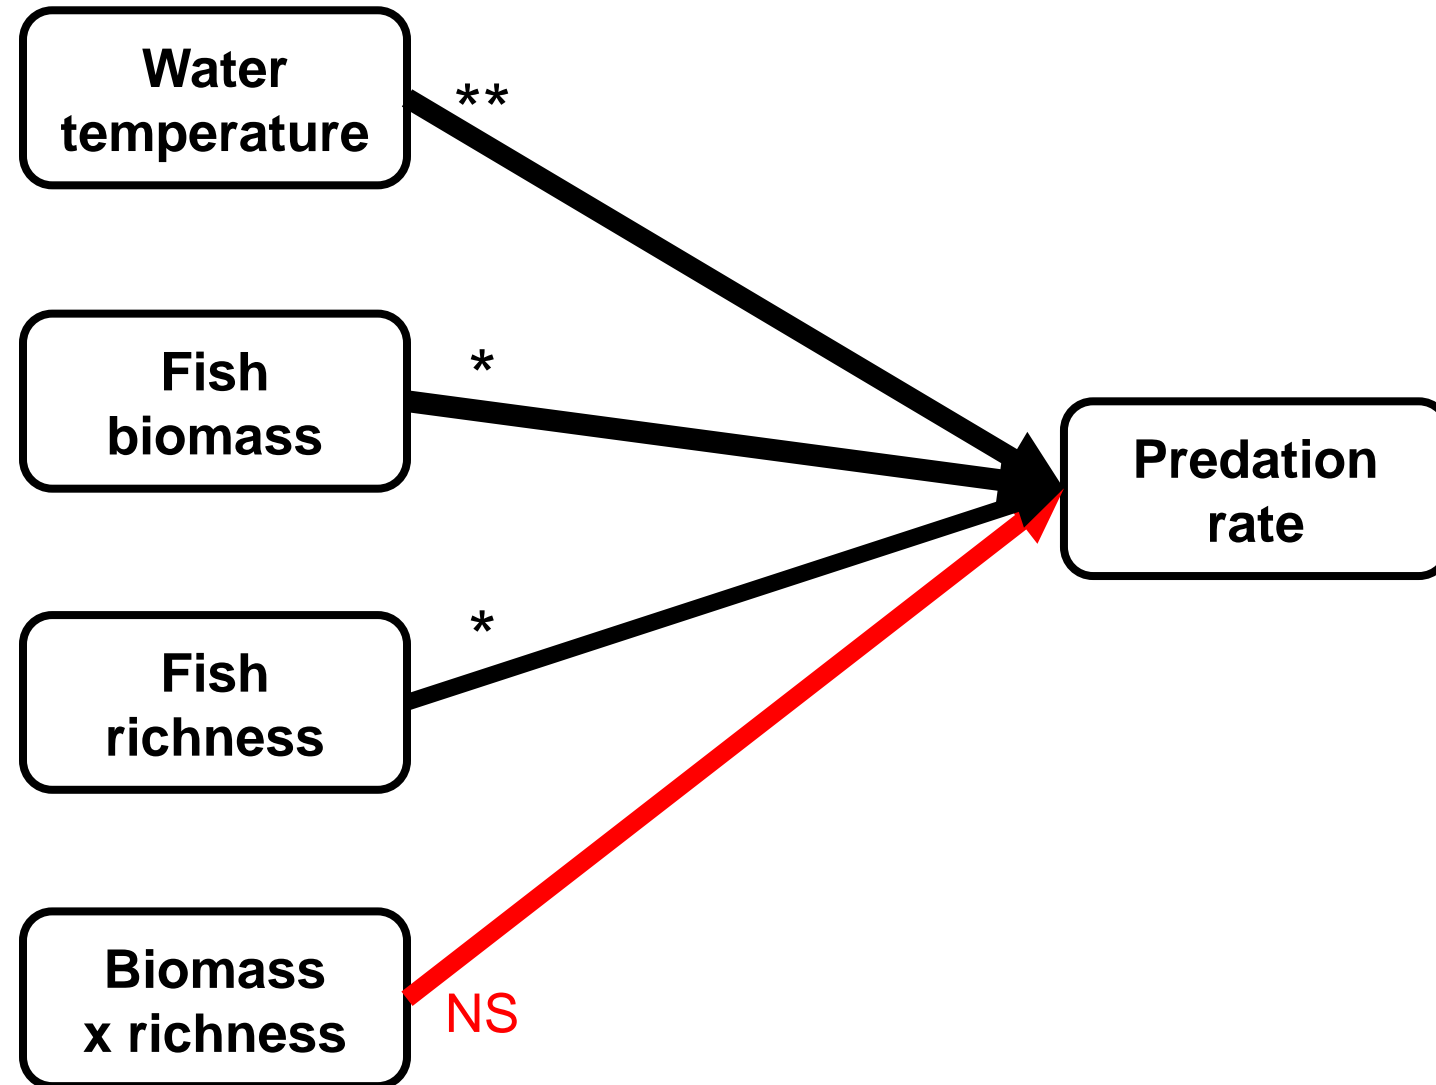 Water
temperature
**
Fish
biomass
*
Predation
rate
Fish
richness
*
Biomass
x richness
NS